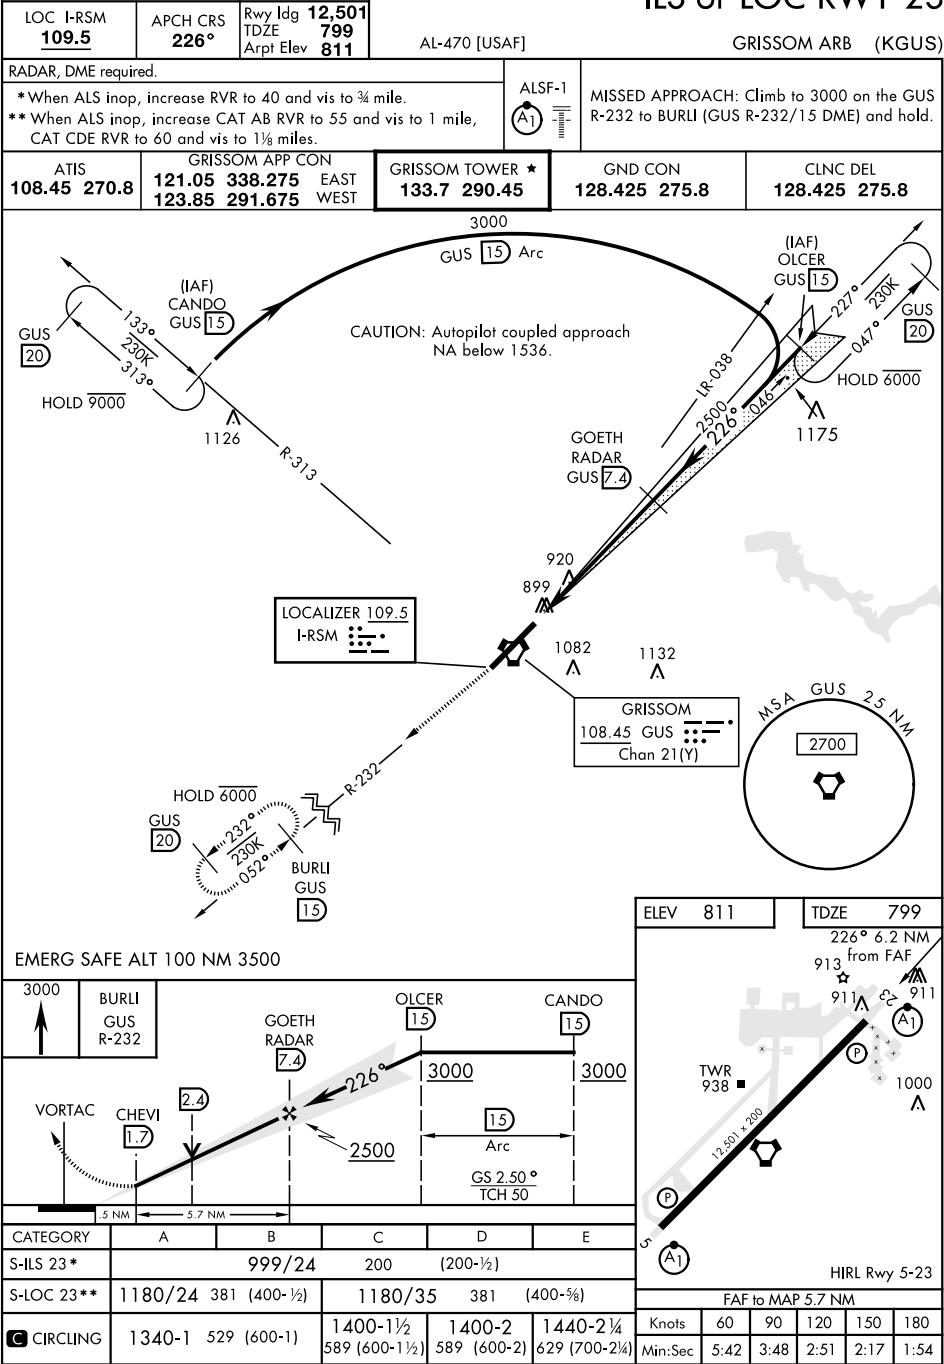 ILS or LOC RWY 23
LOC I-RSM
109.5
APCH CRS
226°
Rwy ldg 12,501
TDZE 799
Arpt Elev 811
AL-470 [USAF]
GRISSOM ARB (KGUS)
RADAR, DME required.
* When ALS inop, increase RVR to 40 and vis to ¾ mile.
** When ALS inop, increase CAT AB RVR to 55 and vis to 1 mile,
CAT CDE RVR to 60 and vis to 1⅛ miles.
ALSF-1
A1
MISSED APPROACH: Climb to 3000 on the GUS
R-232 to BURLI (GUS R-232/15 DME) and hold.
ATIS
108.45 270.8
GRISSOM APP CON
121.05 338.275 EAST
123.85 291.675 WEST
GRISSOM TOWER ★
133.7 290.45
GND CON
128.425 275.8
CLNC DEL
128.425 275.8
3000
GUS 15 Arc
(IAF)
CANDO
GUS 15
(IAF)
OLCER
GUS 15
133°
230K
313°
GUS
20
HOLD 9000
227°
230K
047°
GUS
20
HOLD 6000
CAUTION: Autopilot coupled approach
NA below 1536.
LR-038
2500
226°
046
1126
R-313
1175
GOETH
RADAR
GUS 7.4
920
899
LOCALIZER 109.5
I-RSM
1082
1132
GRISSOM
108.45 GUS
Chan 21(Y)
MSA GUS 25 NM
2700
R-232
HOLD 6000
GUS
20
232°
230K
052°
BURLI
GUS
15
EMERG SAFE ALT 100 NM 3500
ELEV 811
TDZE 799
226° 6.2 NM
from FAF
913
911
911
23
A1
P
TWR
938
1000
12,501 x 200
P
5
A1
HIRL Rwy 5-23
3000
BURLI
GUS
R-232
VORTAC
CHEVI
1.7
2.4
GOETH
RADAR
7.4
OLCER
15
CANDO
15
226°
3000
3000
2500
15
Arc
GS 2.50°
TCH 50
.5 NM
5.7 NM
CATEGORY A B C D E
S-ILS 23* 999/24 200 (200-½)
S-LOC 23** 1180/24 381 (400-½) 1180/35 381 (400-⅝)
C CIRCLING 1340-1 529 (600-1) 1400-1½ 589 (600-1½) 1400-2 589 (600-2) 1440-2¼ 629 (700-2¼)
FAF to MAP 5.7 NM
Knots 60 90 120 150 180
Min:Sec 5:42 3:48 2:51 2:17 1:54